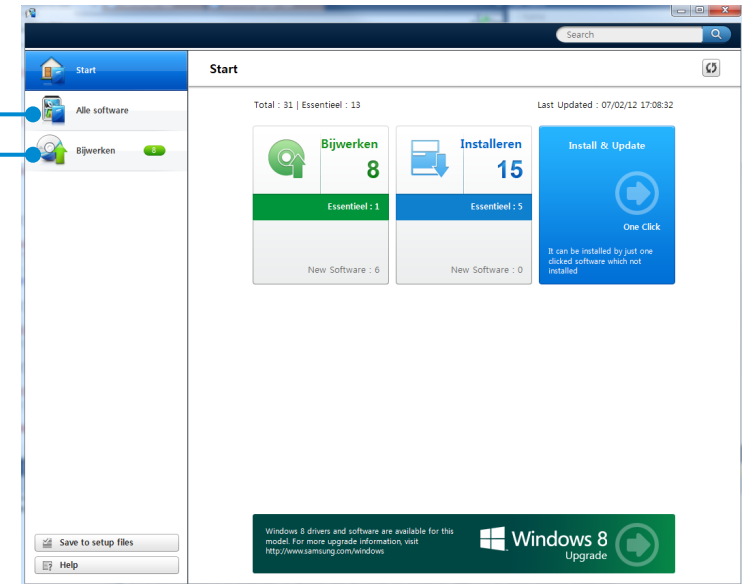 Search
Start
Alle software
Bijwerken 8
Start
Total : 31 | Essentieel : 13
Last Updated : 07/02/12 17:08:32
Bijwerken
8
Essentieel : 1
New Software : 6
Installeren
15
Essentieel : 5
New Software : 0
Install & Update
One Click
It can be installed by just one
clicked software which not
installed
Save to setup files
Help
Windows 8 drivers and software are available for this
model. For more upgrade information, visit
http://www.samsung.com/windows
Windows 8
Upgrade